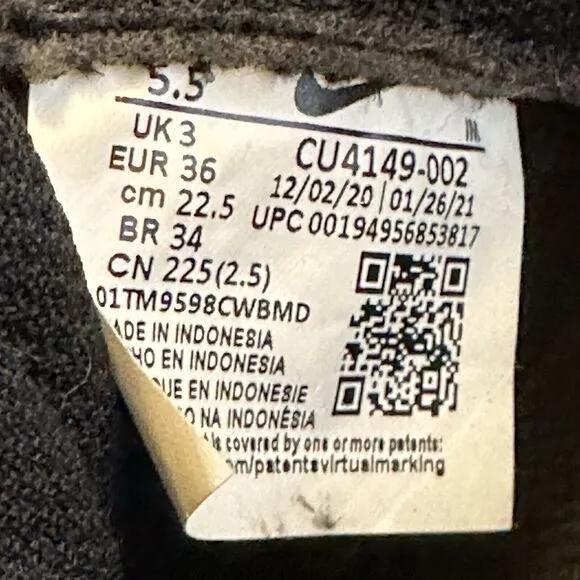 5.5
UK 3
EUR 36
cm 22.5
BR 34
CN 225(2.5)
CU4149-002
12/02/20 | 01/26/21
UPC 00194956853817
01TM9598CWBMD
ADE IN INDONESIA
HO EN INDONESIA
QUE EN INDONESIE
O NA INDONÉSIA
covered by one or more patents:
om/patentsvirtualmarking